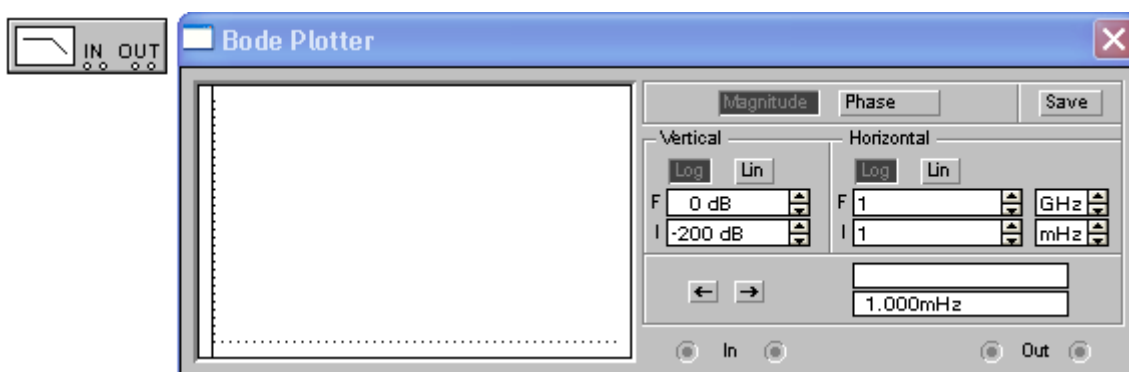 IN OUT
Bode Plotter
Magnitude Phase Save
Vertical Horizontal
Log Lin Log Lin
F 0 dB F 1 GHz
I -200 dB I 1 mHz
← →
1.000mHz
In Out